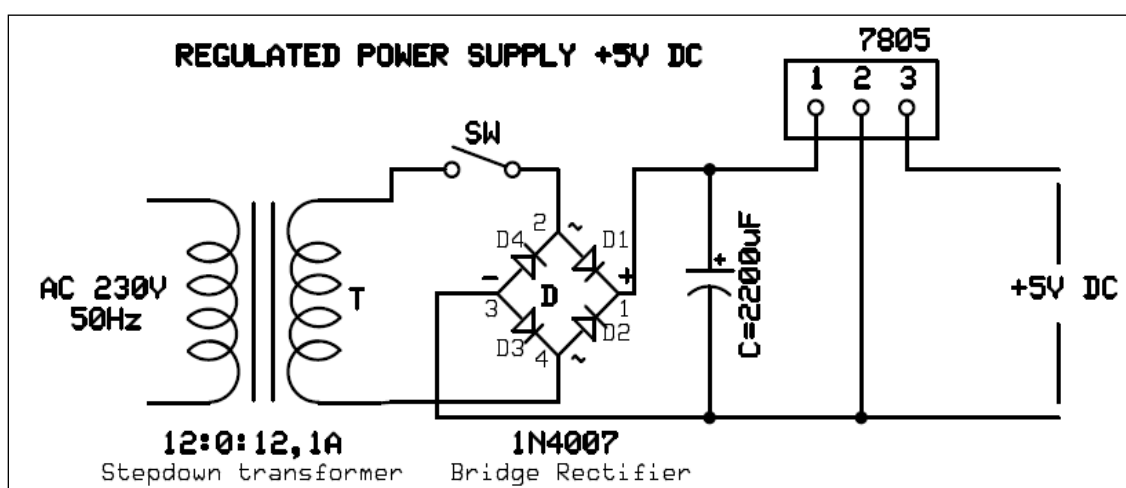 REGULATED POWER SUPPLY +5V DC
7805
1 2 3
SW
2 ~
D4 D1
- +
D
3 1
D3 D2
4 ~
T
AC 230V
50Hz
+
C=2200uF
+5V DC
12:0:12,1A
Stepdown transformer
1N4007
Bridge Rectifier